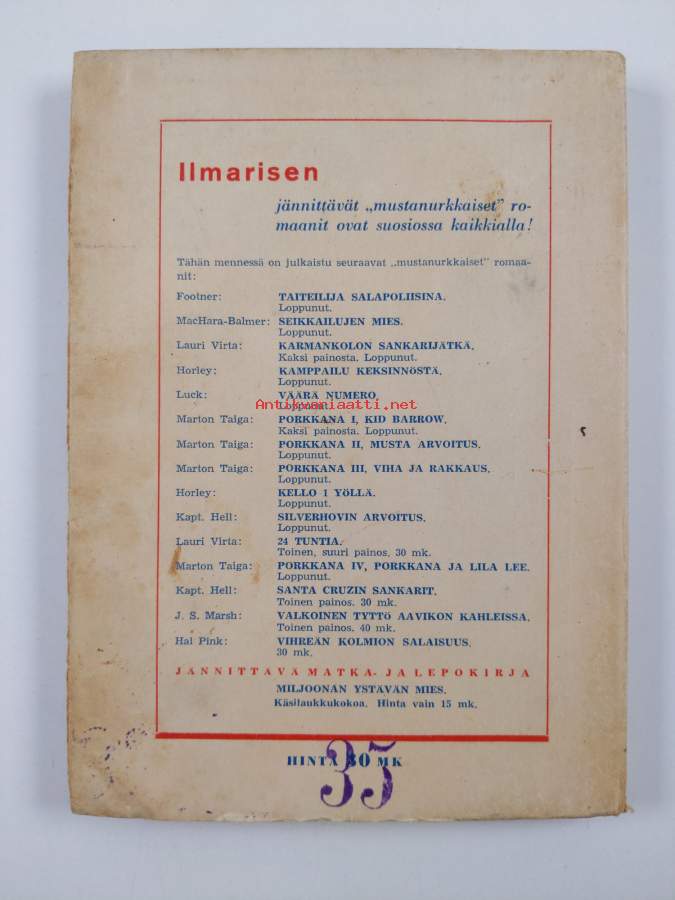 Ilmarisen
jännittävät „mustanurkkaiset” ro-
maanit ovat suosiossa kaikkialla!
Tähän mennessä on julkaistu seuraavat „mustanurkkaiset” romaa-
nit:
Footner: TAITEILIJA SALAPOLIISINA.
Loppunut.
MacHara-Balmer: SEIKKAILUJEN MIES.
Loppunut.
Lauri Virta: KARMANKOLON SANKARIJÄTKÄ.
Kaksi painosta. Loppunut.
Horley: KAMPPAILU KEKSINNÖSTÄ.
Loppunut.
Luck: VÄÄRÄ NUMERO.
Loppunut.
Antikvariaatti.net
Marton Taiga: PORKKANA I, KID BARROW.
Kaksi painosta. Loppunut.
Marton Taiga: PORKKANA II, MUSTA ARVOITUS.
Loppunut.
Marton Taiga: PORKKANA III, VIHA JA RAKKAUS.
Loppunut.
Horley: KELLO 1 YÖLLÄ.
Loppunut.
Kapt. Hell: SILVERHOVIN ARVOITUS.
Loppunut.
Lauri Virta: 24 TUNTIA.
Toinen, suuri painos. 30 mk.
Marton Taiga: PORKKANA IV, PORKKANA JA LILA LEE.
Loppunut.
Kapt. Hell: SANTA CRUZIN SANKARIT.
Toinen painos. 30 mk.
J. S. Marsh: VALKOINEN TYTTÖ AAVIKON KAHLEISSA.
Toinen painos. 40 mk.
Hal Pink: VIHREÄN KOLMION SALAISUUS.
30 mk.
JÄNNITTÄVÄ MATKA- JA LEPOKIRJA
MILJOONAN YSTÄVÄN MIES.
Käsilaukkukokoa. Hinta vain 15 mk.
HINTA 30 MK
35